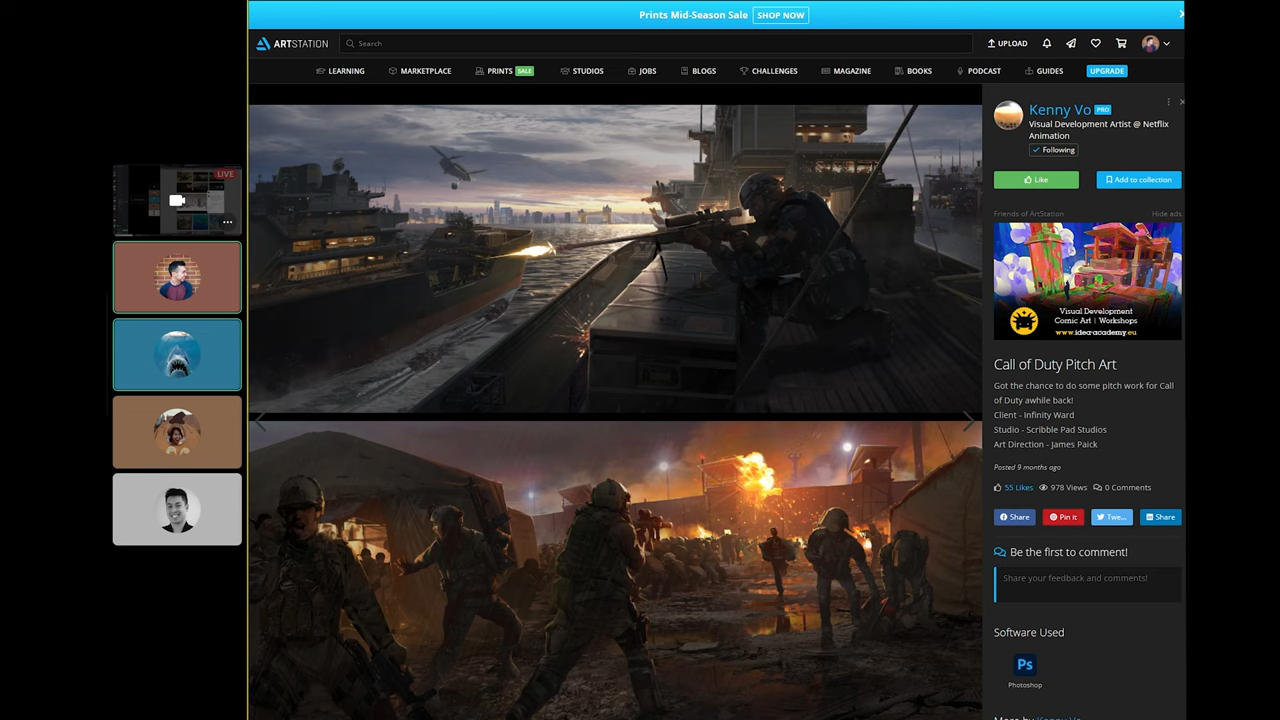 Prints Mid-Season Sale SHOP NOW
ARTSTATION Search UPLOAD
LEARNING MARKETPLACE PRINTS SALE STUDIOS JOBS BLOGS CHALLENGES MAGAZINE BOOKS PODCAST GUIDES UPGRADE
LIVE
Kenny Vo PRO
Visual Development Artist @ Netflix
Animation
Following
Like Add to collection
Friends of ArtStation Hide ads
Visual Development
Comic Art | Workshops
www.idea-academy.eu
Call of Duty Pitch Art
Got the chance to do some pitch work for Call
of Duty awhile back!
Client - Infinity Ward
Studio - Scribble Pad Studios
Art Direction - James Paick
Posted 9 months ago
55 Likes 978 Views 0 Comments
Share Pin it Twe... Share
Be the first to comment!
Share your feedback and comments!
Software Used
Ps
Photoshop
More by Kenny Vo